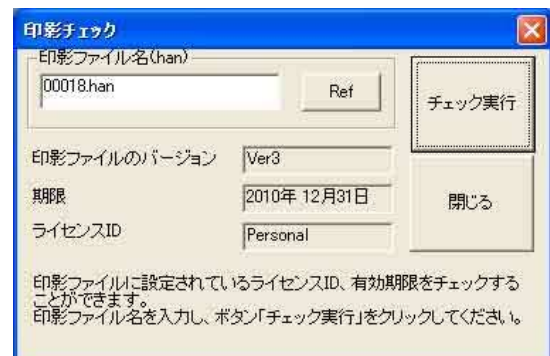 印影チェック
印影ファイル名(han)
00018.han
Ref
チェック実行
印影ファイルのバージョン
Ver3
期限
2010年 12月31日
閉じる
ライセンスID
Personal
印影ファイルに設定されているライセンスID、有効期限をチェックする
ことができます。
印影ファイル名を入力し、ボタン「チェック実行」をクリックしてください。